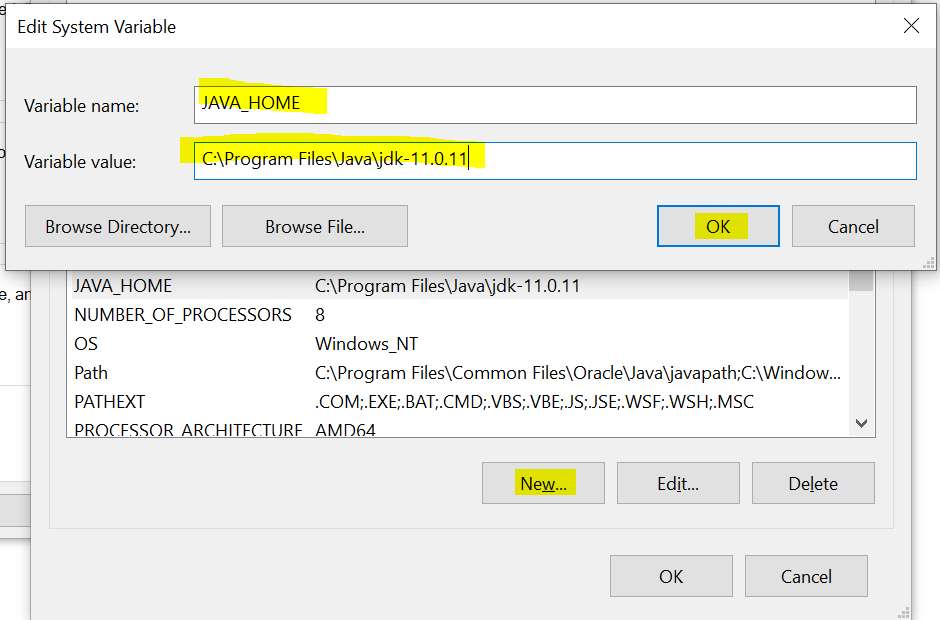 Edit System Variable
Variable name:
JAVA_HOME
Variable value:
C:\Program Files\Java\jdk-11.0.11
Browse Directory...
Browse File...
OK
Cancel
e, an
JAVA_HOME C:\Program Files\Java\jdk-11.0.11
NUMBER_OF_PROCESSORS 8
OS Windows_NT
Path C:\Program Files\Common Files\Oracle\Java\javapath;C:\Window...
PATHEXT .COM;.EXE;.BAT;.CMD;.VBS;.VBE;.JS;.JSE;.WSF;.WSH;.MSC
PROCESSOR_ARCHITECTURE AMD64
New...
Edit...
Delete
OK
Cancel